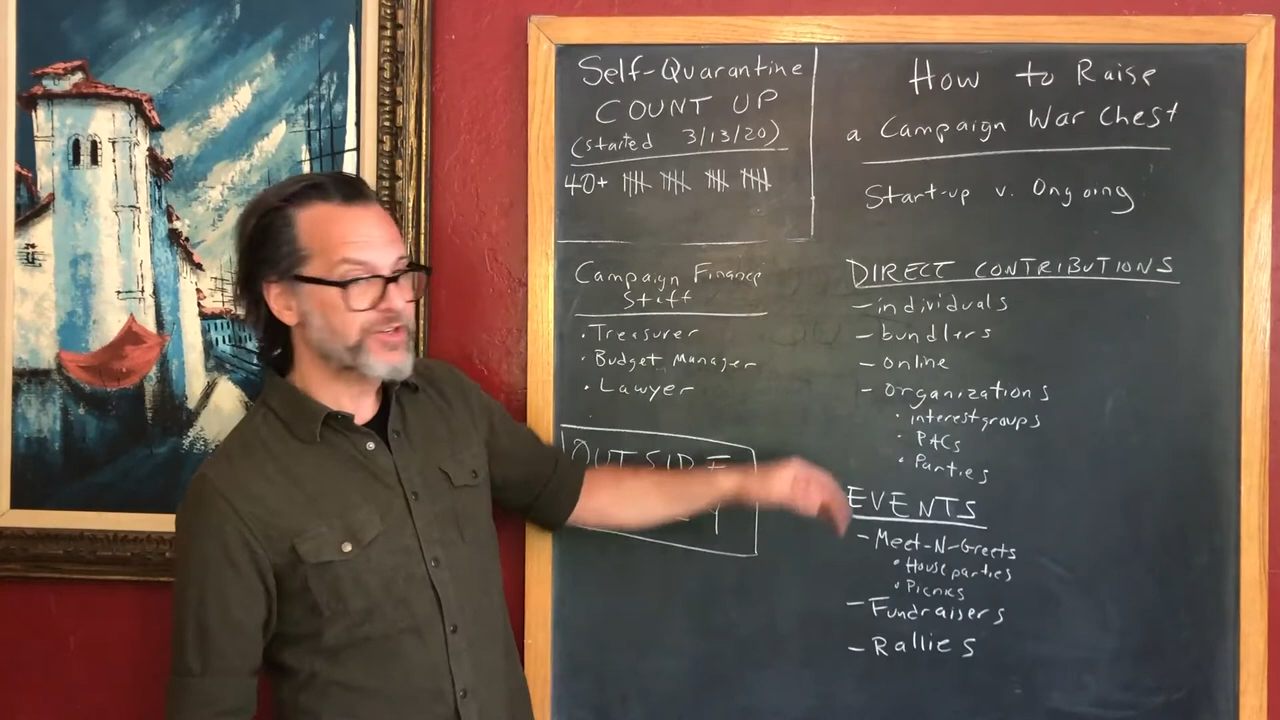 Self-Quarantine
COUNT UP
(started 3/13/20)
40+
Campaign Finance
Staff
· Treasurer
· Budget Manager
· Lawyer
·
OUTSIDE
How to Raise
a Campaign War Chest
Start-up v. Ongoing
DIRECT CONTRIBUTIONS
- individuals
- bundlers
- online
- organizations
· interest groups
· PACs
· Parties
EVENTS
- Meet-N-Greets
· House parties
· Picnics
- Fundraisers
- Rallies